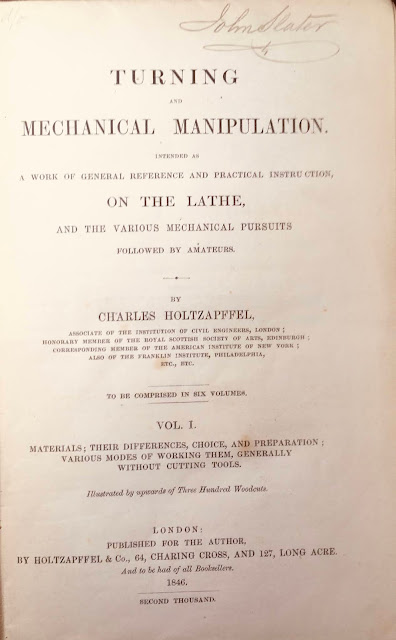 John Slater
TURNING
AND
MECHANICAL MANIPULATION.
INTENDED AS
A WORK OF GENERAL REFERENCE AND PRACTICAL INSTRUCTION,
ON THE LATHE,
AND THE VARIOUS MECHANICAL PURSUITS
FOLLOWED BY AMATEURS.
BY
CHARLES HOLTZAPFFEL,
ASSOCIATE OF THE INSTITUTION OF CIVIL ENGINEERS, LONDON;
HONORARY MEMBER OF THE ROYAL SCOTTISH SOCIETY OF ARTS, EDINBURGH;
CORRESPONDING MEMBER OF THE AMERICAN INSTITUTE OF NEW YORK;
ALSO OF THE FRANKLIN INSTITUTE, PHILADELPHIA,
ETC., ETC.
TO BE COMPRISED IN SIX VOLUMES.
VOL. I.
MATERIALS; THEIR DIFFERENCES, CHOICE, AND PREPARATION;
VARIOUS MODES OF WORKING THEM, GENERALLY
WITHOUT CUTTING TOOLS.
Illustrated by upwards of Three Hundred Woodcuts.
LONDON:
PUBLISHED FOR THE AUTHOR,
BY HOLTZAPFFEL & Co., 64, CHARING CROSS, AND 127, LONG ACRE.
And to be had of all Booksellers.
1846.
SECOND THOUSAND.